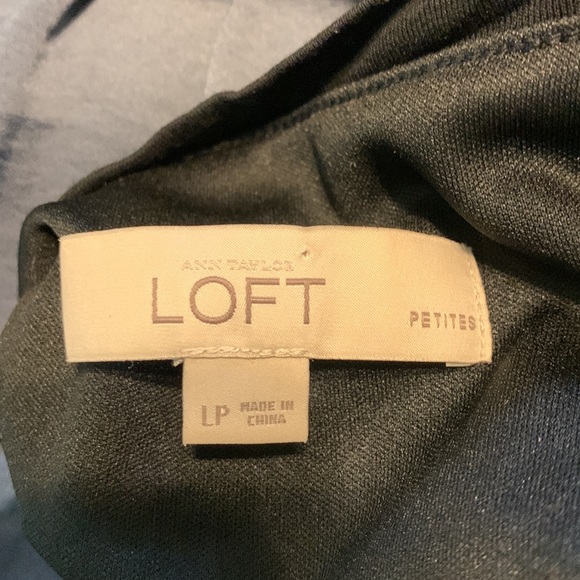 ANN TAYLOR
LOFT
PETITES
LP
MADE IN
CHINA